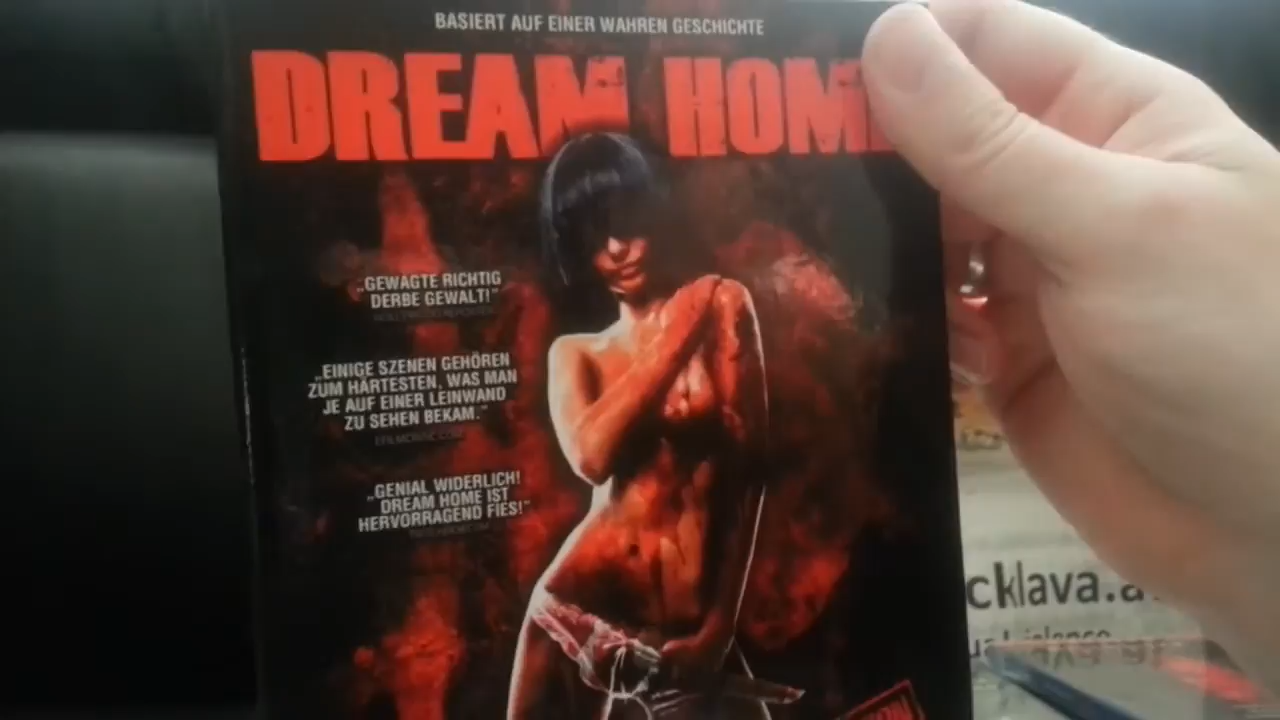 BASIERT AUF EINER WAHREN GESCHICHTE
DREAM HOME
„GEWAGTE RICHTIG
DERBE GEWALT!"
„EINIGE SZENEN GEHÖREN
ZUM HÄRTESTEN, WAS MAN
JE AUF EINER LEINWAND
ZU SEHEN BEKAM."
„GENIAL WIDERLICH!
DREAM HOME IST
HERVORRAGEND FIES!"
cklava.a